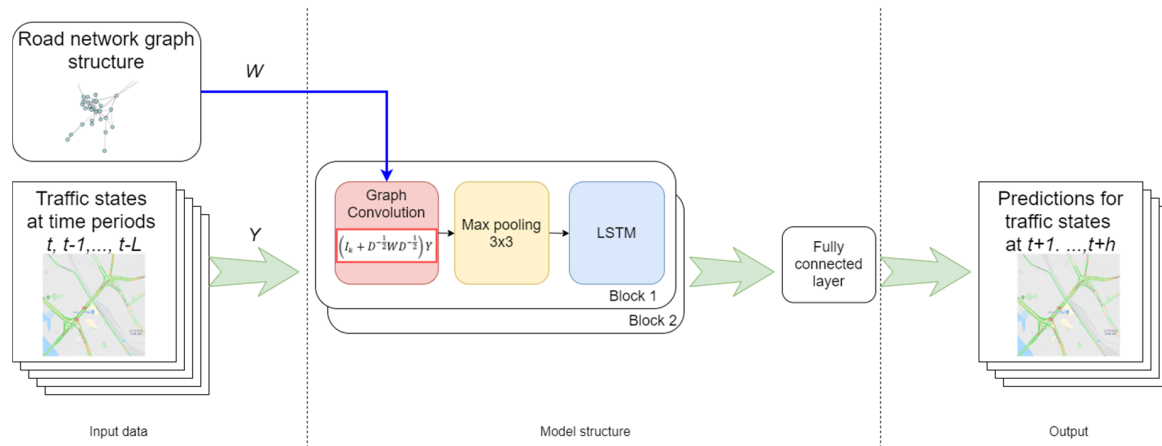 Road network graph
structure
W
Traffic states
at time periods
t, t-1,..., t-L
Y
Graph
Convolution
(I_k + D^{-1/2}WD^{-1/2})Y
Max pooling
3x3
LSTM
Block 1
Block 2
Fully
connected
layer
Predictions for
traffic states
at t+1. ...,t+h
Input data
Model structure
Output